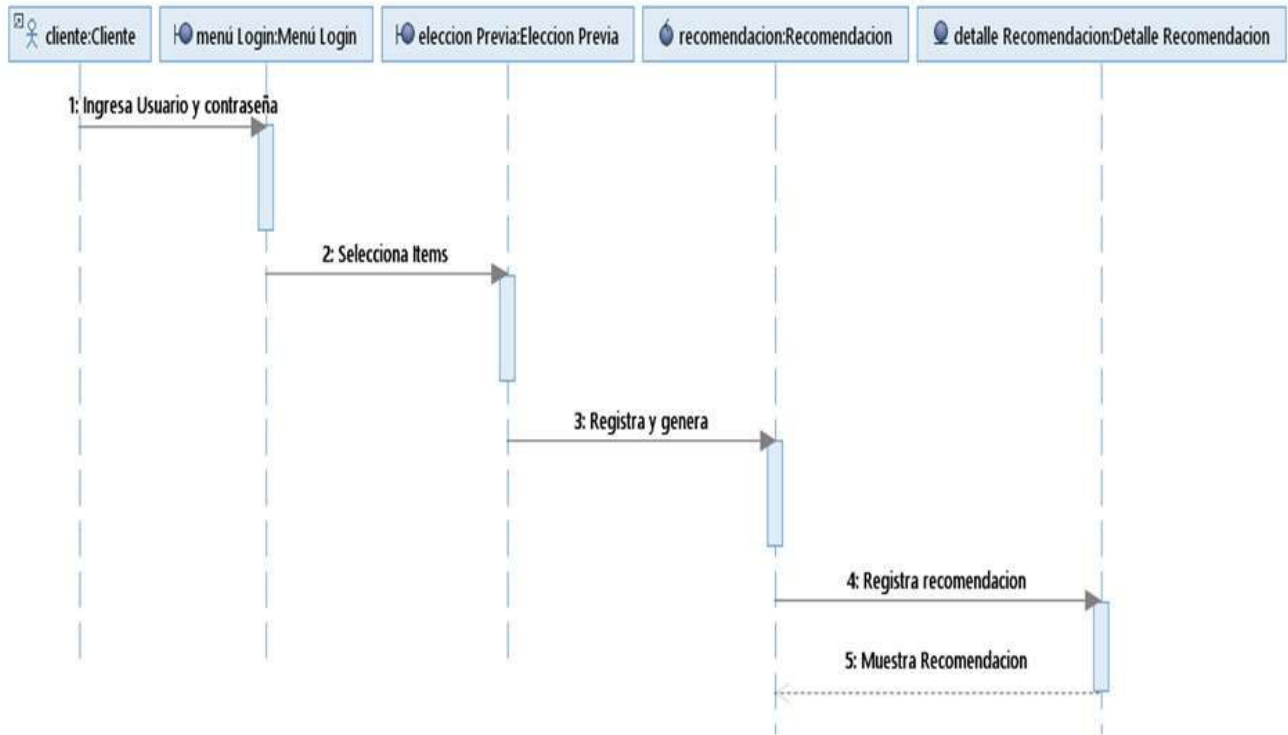 cliente:Cliente
menú Login:Menú Login
eleccion Previa:Eleccion Previa
recomendacion:Recomendacion
detalle Recomendacion:Detalle Recomendacion
1: Ingresa Usuario y contraseña
2: Selecciona Items
3: Registra y genera
4: Registra recomendacion
5: Muestra Recomendacion